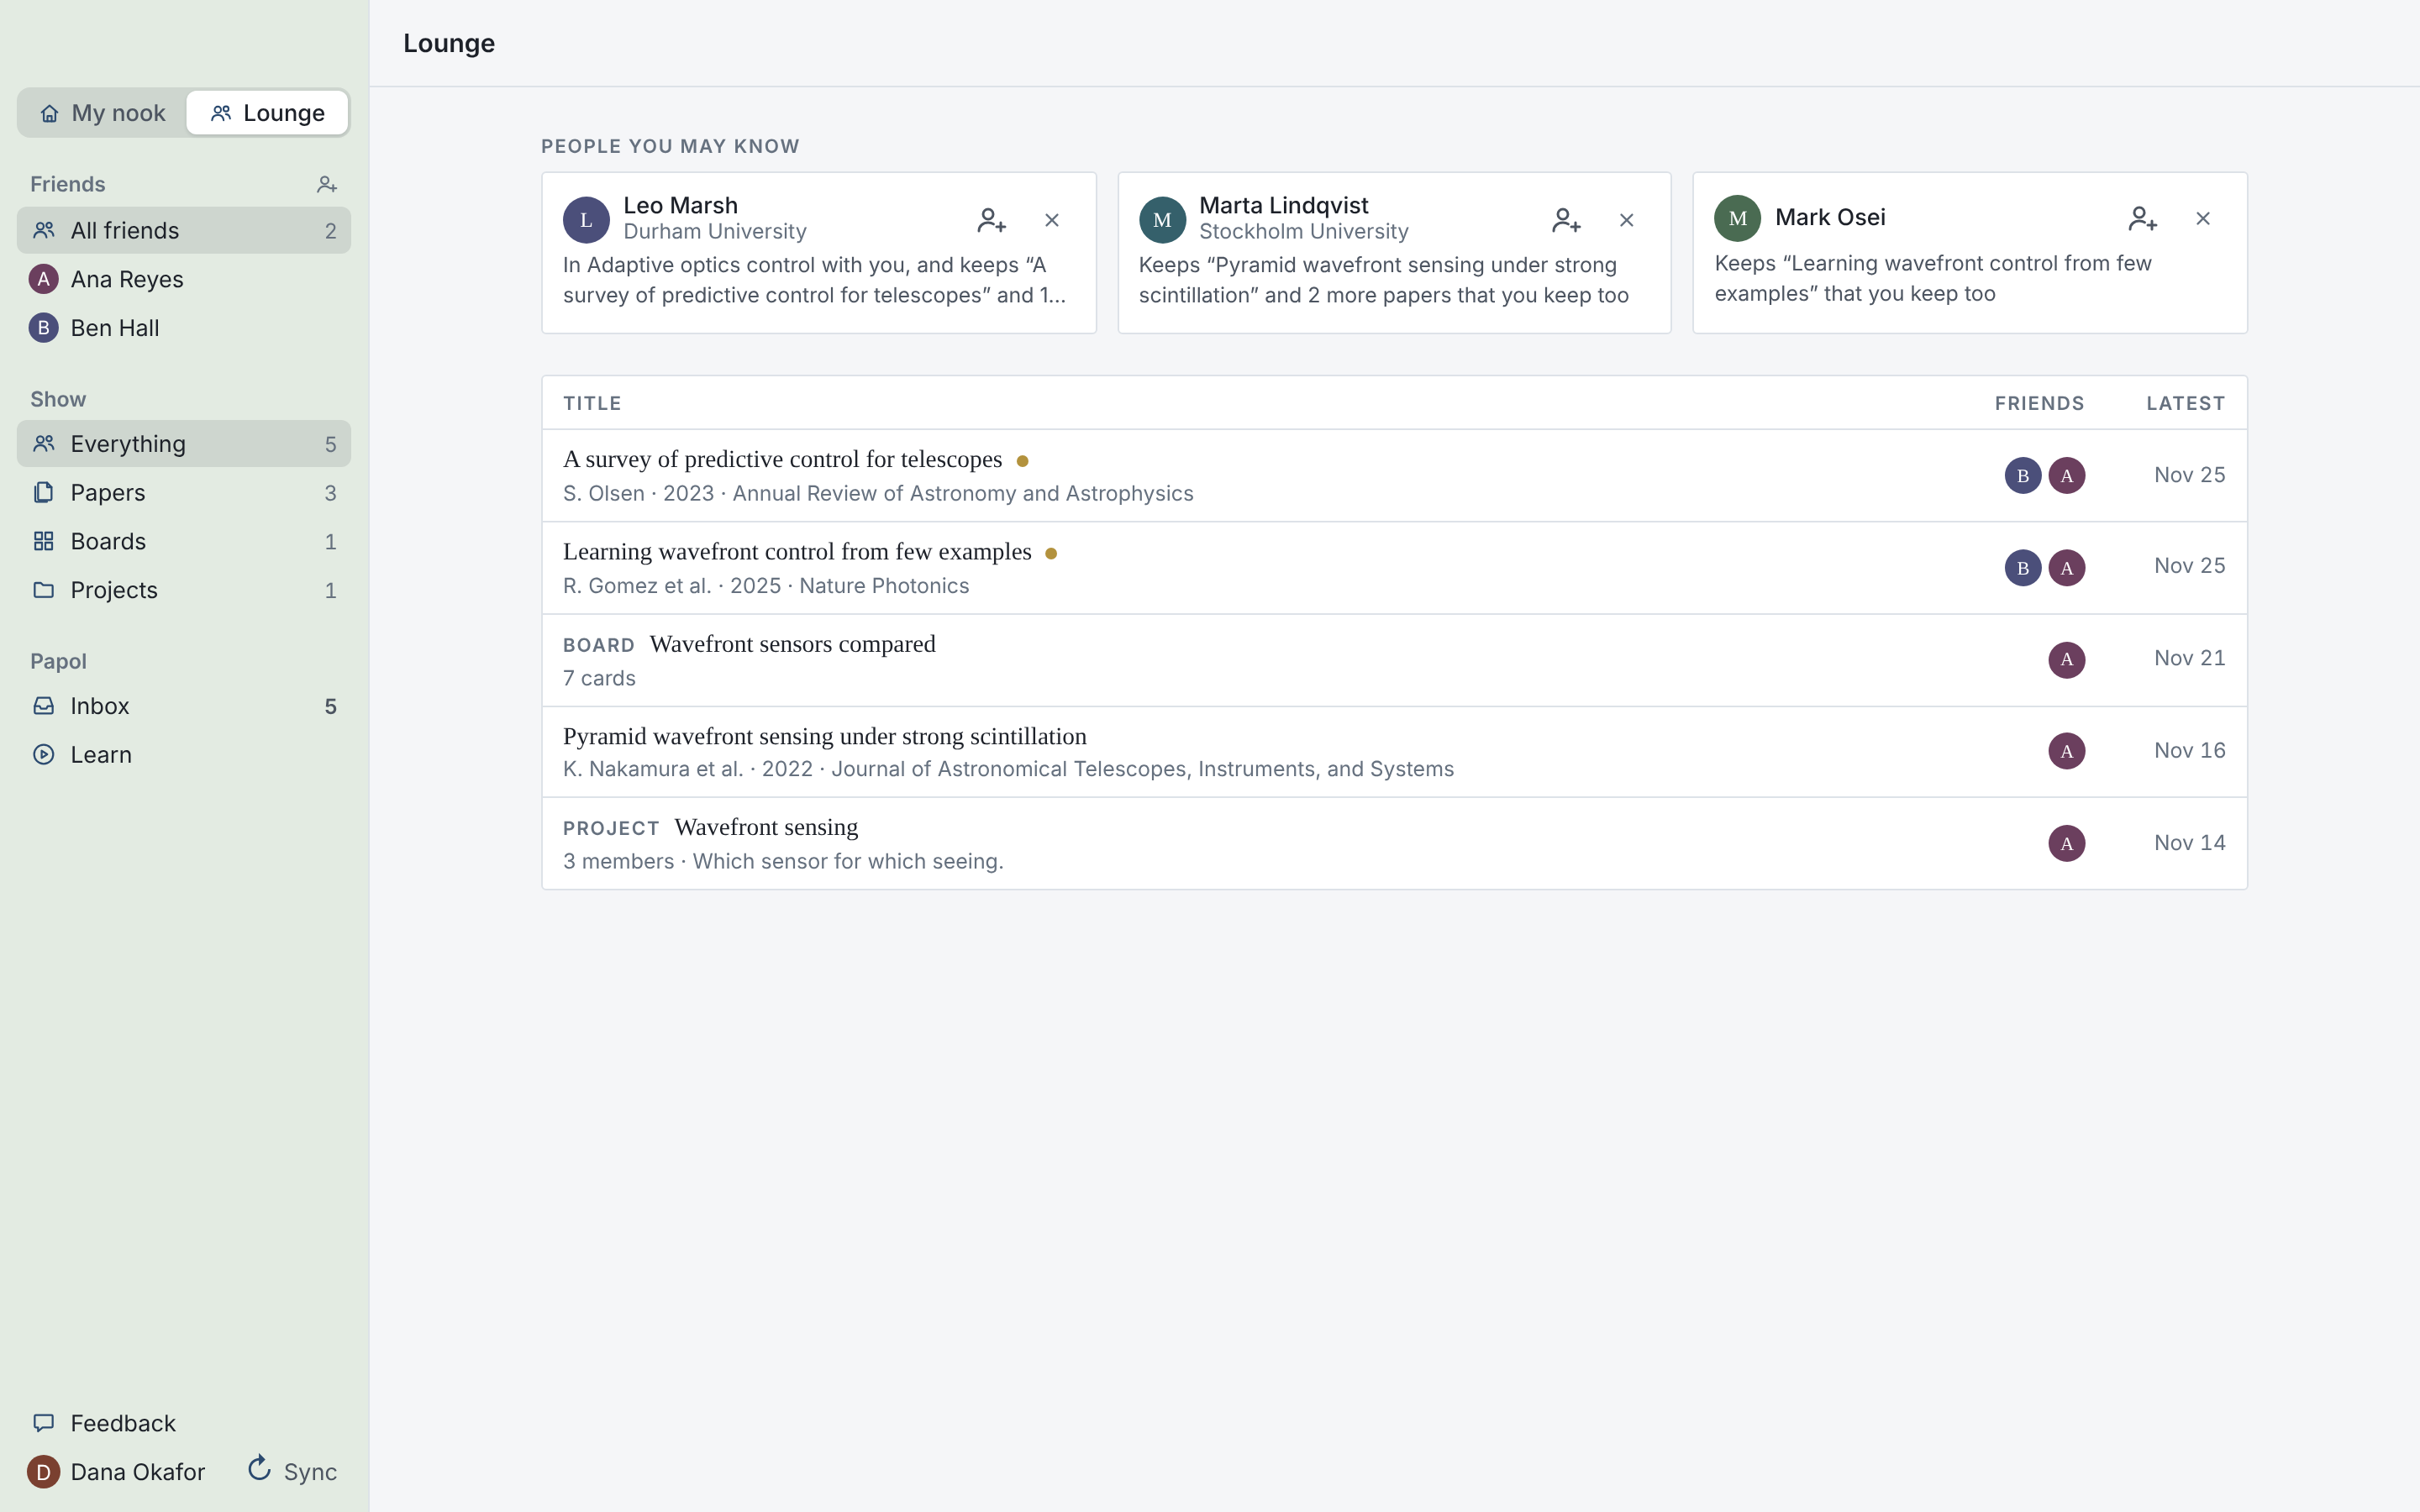 Lounge
My nook
Lounge
Friends
All friends 2
A Ana Reyes
B Ben Hall
Show
Everything 5
Papers 3
Boards 1
Projects 1
Papol
Inbox 5
Learn
Feedback
D Dana Okafor Sync
PEOPLE YOU MAY KNOW
L Leo Marsh
Durham University
In Adaptive optics control with you, and keeps “A
survey of predictive control for telescopes” and 1...
M Marta Lindqvist
Stockholm University
Keeps “Pyramid wavefront sensing under strong
scintillation” and 2 more papers that you keep too
M Mark Osei
Keeps “Learning wavefront control from few
examples” that you keep too
TITLE FRIENDS LATEST
A survey of predictive control for telescopes B A Nov 25
S. Olsen · 2023 · Annual Review of Astronomy and Astrophysics
Learning wavefront control from few examples B A Nov 25
R. Gomez et al. · 2025 · Nature Photonics
BOARD Wavefront sensors compared A Nov 21
7 cards
Pyramid wavefront sensing under strong scintillation A Nov 16
K. Nakamura et al. · 2022 · Journal of Astronomical Telescopes, Instruments, and Systems
PROJECT Wavefront sensing A Nov 14
3 members · Which sensor for which seeing.